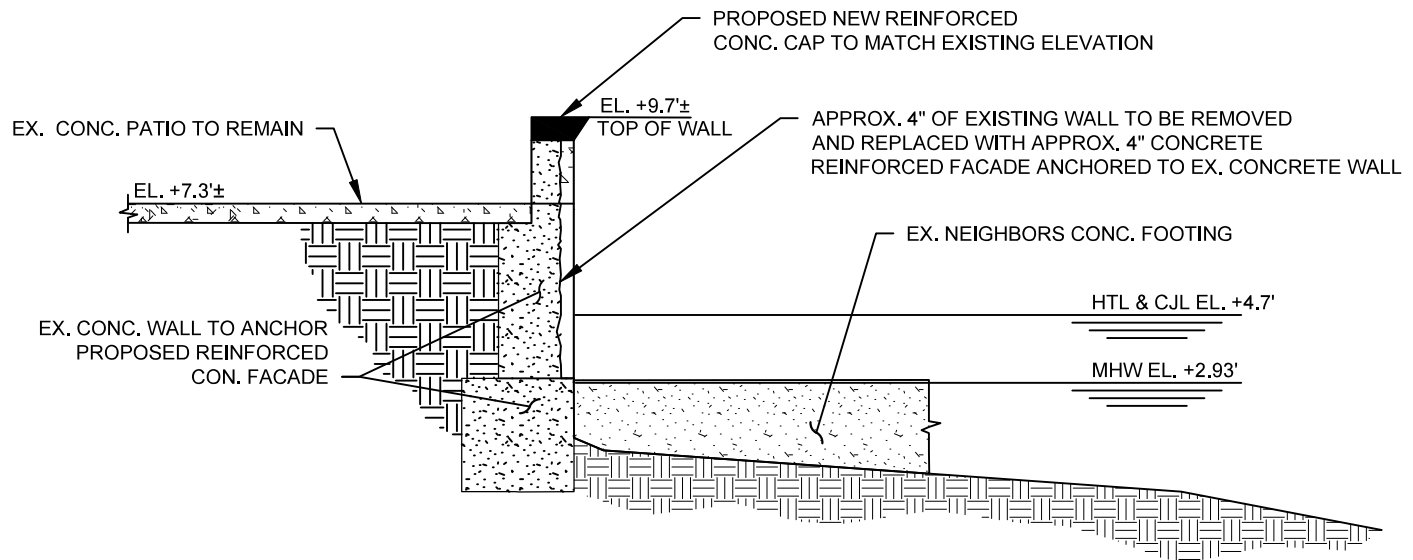 PROPOSED NEW REINFORCED
CONC. CAP TO MATCH EXISTING ELEVATION
EL. +9.7'±
TOP OF WALL
EX. CONC. PATIO TO REMAIN
APPROX. 4" OF EXISTING WALL TO BE REMOVED
AND REPLACED WITH APPROX. 4" CONCRETE
REINFORCED FACADE ANCHORED TO EX. CONCRETE WALL
EL. +7.3'±
EX. NEIGHBORS CONC. FOOTING
HTL & CJL EL. +4.7'
EX. CONC. WALL TO ANCHOR
PROPOSED REINFORCED
CON. FACADE
MHW EL. +2.93'